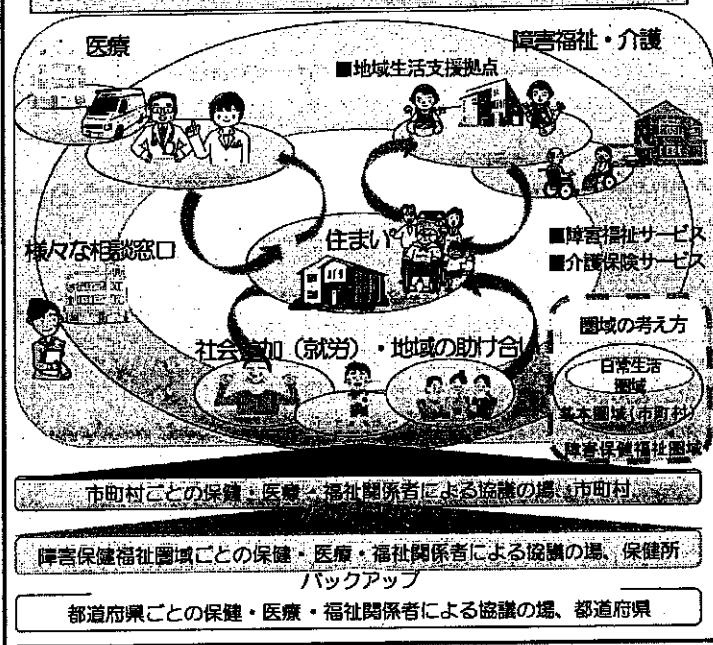 医療
障害福祉・介護
■地域生活支援拠点
住まい
様々な相談窓口
■障害福祉サービス
■介護保険サービス
圏域の考え方
日常生活
圏域
基本圏域(市町村)
障害保健福祉圏域
社会参加(就労)・地域の助け合い
市町村ごとの保健・医療・福祉関係者による協議の場、市町村
障害保健福祉圏域ごとの保健・医療・福祉関係者による協議の場、保健所
バックアップ
都道府県ごとの保健・医療・福祉関係者による協議の場、都道府県